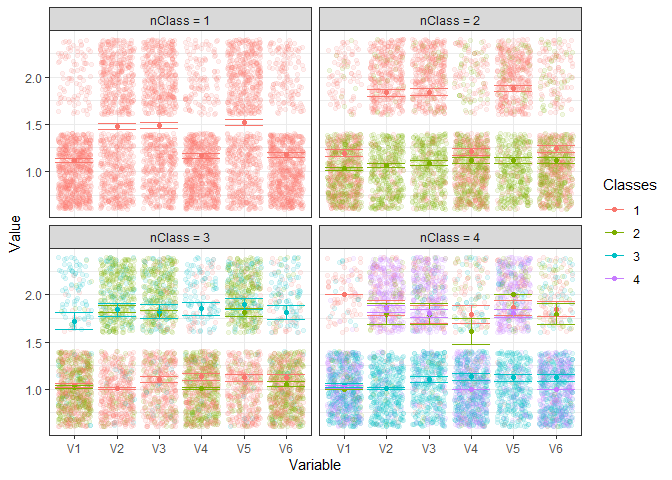 nClass = 1
nClass = 2
2.0
1.5
1.0
Value
nClass = 3
nClass = 4
2.0
1.5
1.0
V1 V2 V3 V4 V5 V6
V1 V2 V3 V4 V5 V6
Variable
Classes
1
2
3
4